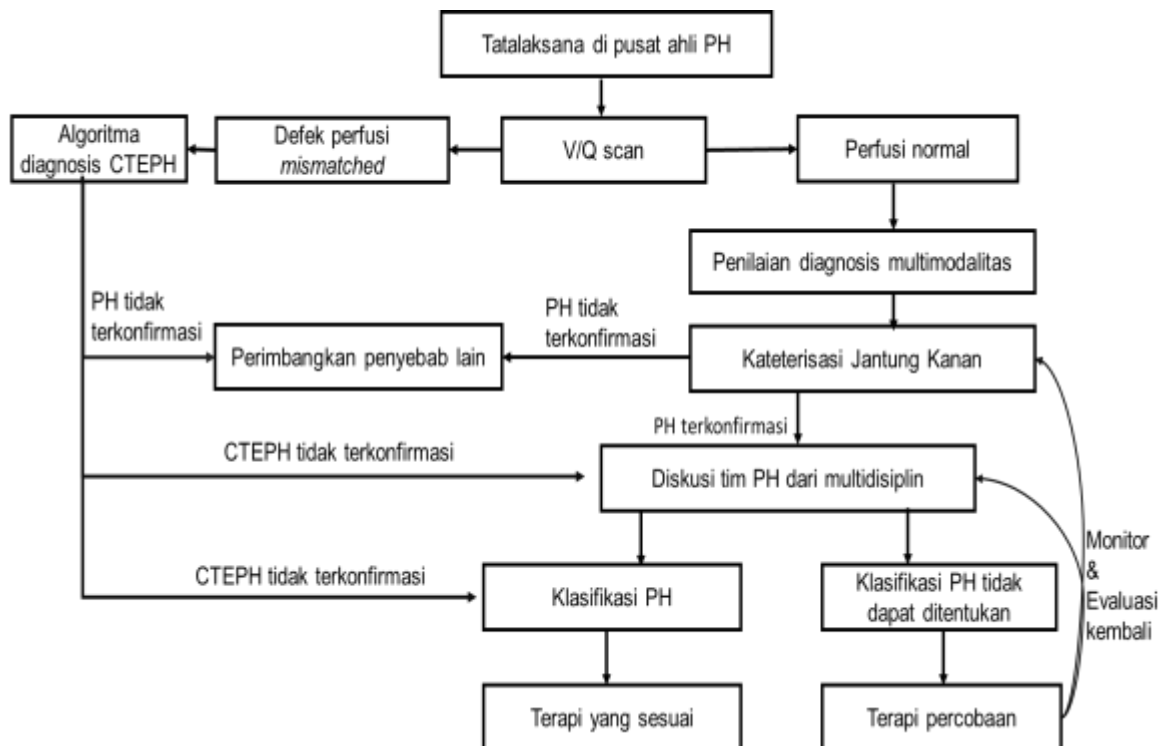 Tatalaksana di pusat ahli PH
Algoritma
diagnosis CTEPH
Defek perfusi
mismatched
V/Q scan
Perfusi normal
Penilaian diagnosis multimodalitas
PH tidak
terkonfirmasi
PH tidak
terkonfirmasi
Perimbangkan penyebab lain
Kateterisasi Jantung Kanan
PH terkonfirmasi
CTEPH tidak terkonfirmasi
Diskusi tim PH dari multidisiplin
Monitor
&
Evaluasi
kembali
CTEPH tidak terkonfirmasi
Klasifikasi PH
Klasifikasi PH tidak
dapat ditentukan
Terapi yang sesuai
Terapi percobaan